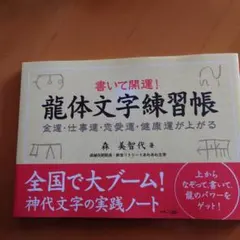 書いて開運!
龍体文字練習帳
金運・仕事運・恋愛運・健康運が上がる
森 美智代 著
全国で大ブーム!
神代文字の実践ノート
上から
なぞって、書いて、
龍のパワーを
ゲット!